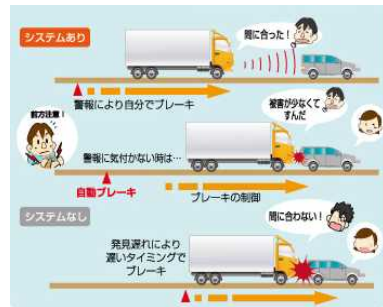 システムあり
間に合った！
警報により自分でブレーキ
前方注意！
被害が少なくて
すんだ
警報に気付かない時は…
自動ブレーキ
ブレーキの制御
システムなし
間に合わない！
発見遅れにより
遅いタイミングで
ブレーキ